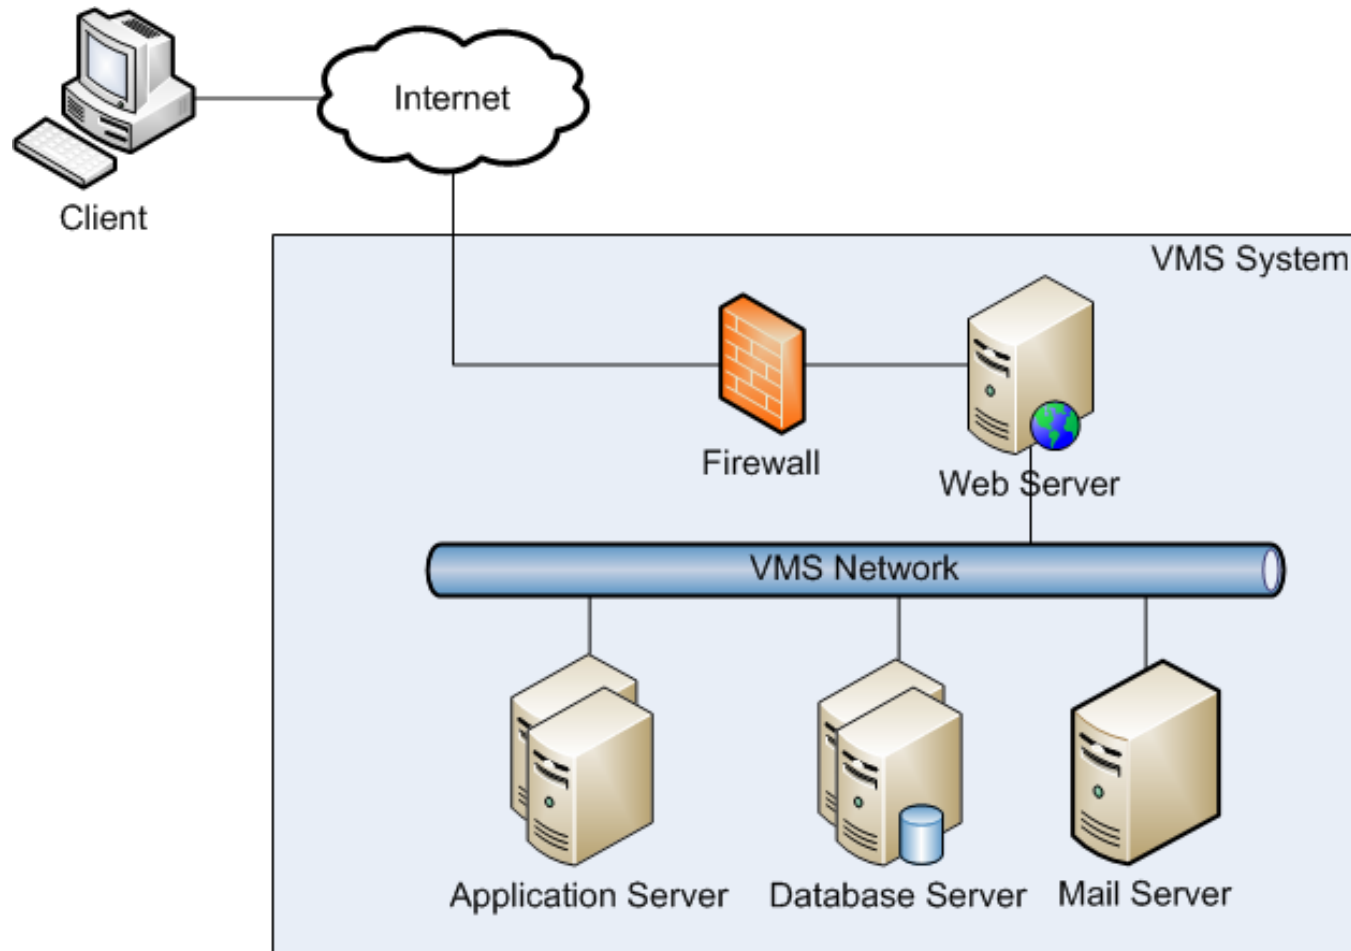 Internet
Client
VMS System
Firewall
Web Server
VMS Network
Application Server
Database Server
Mail Server